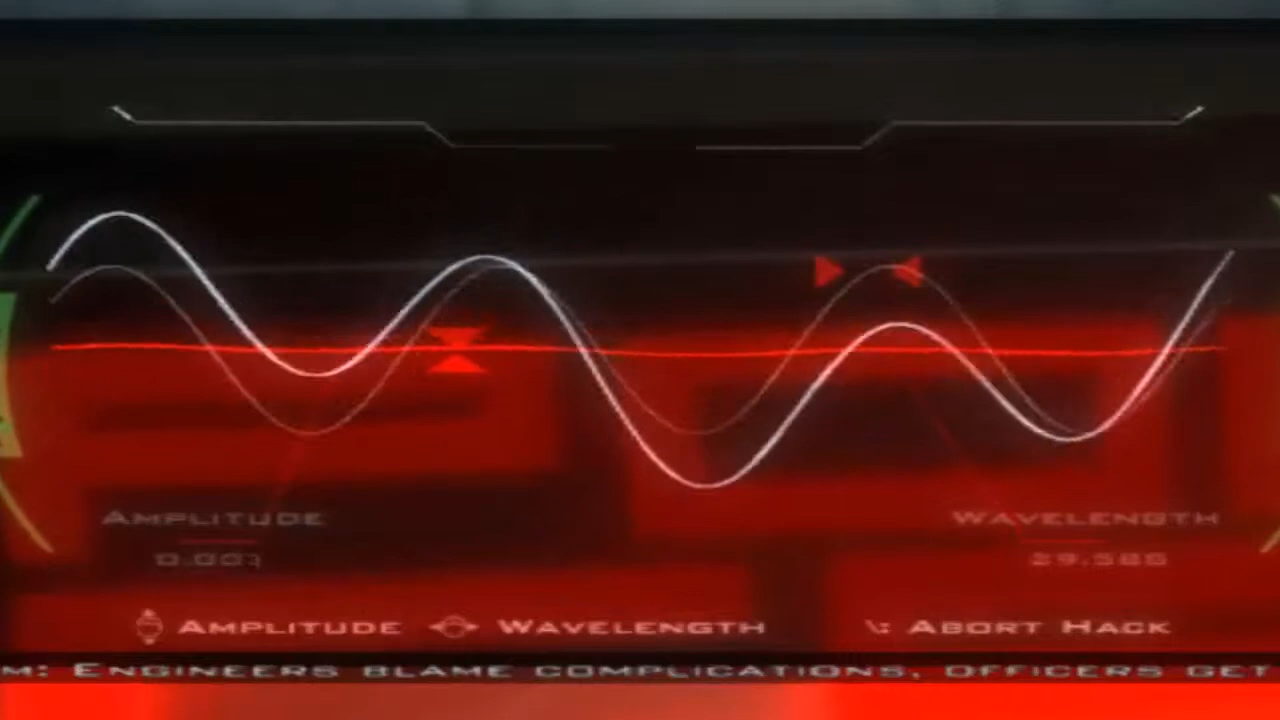 Amplitude Wavelength
Amplitude Wavelength Abort Hack
m: Engineers blame complications, officers get